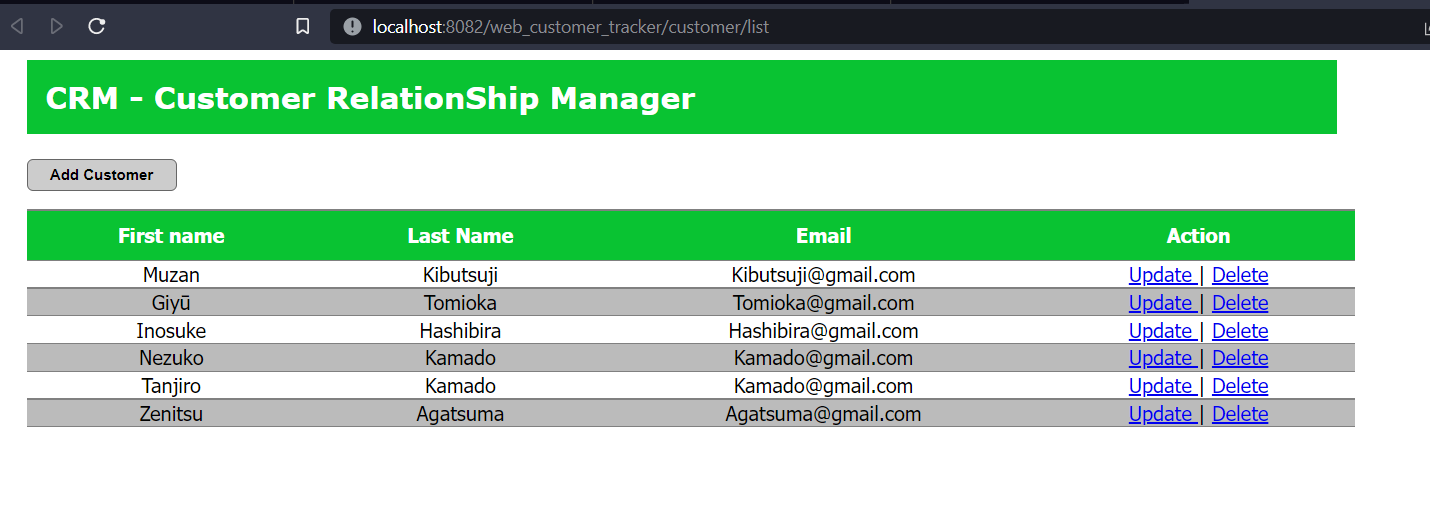 localhost:8082/web_customer_tracker/customer/list
CRM - Customer RelationShip Manager
Add Customer
First name Last Name Email Action
Muzan Kibutsuji Kibutsuji@gmail.com Update | Delete
Giyū Tomioka Tomioka@gmail.com Update | Delete
Inosuke Hashibira Hashibira@gmail.com Update | Delete
Nezuko Kamado Kamado@gmail.com Update | Delete
Tanjiro Kamado Kamado@gmail.com Update | Delete
Zenitsu Agatsuma Agatsuma@gmail.com Update | Delete